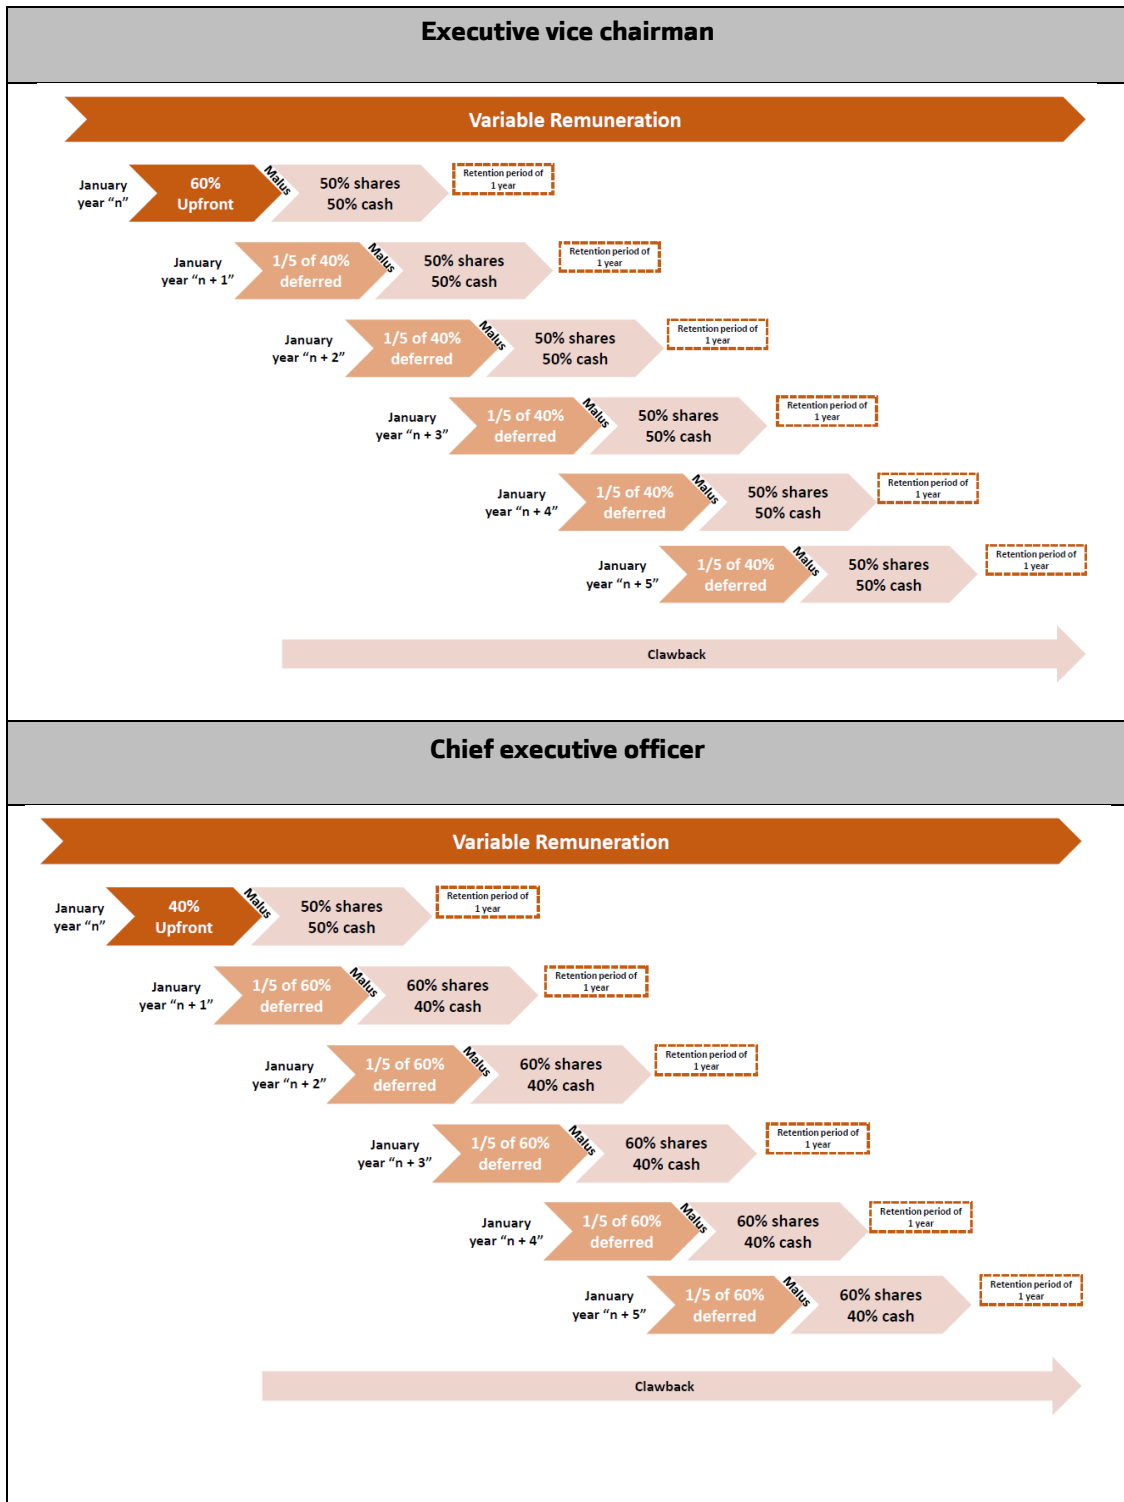 Executive vice chairman
Variable Remuneration
January
year “n”
60%
Upfront
Malus
50% shares
50% cash
Retention period of
1 year
January
year “n + 1”
1/5 of 40%
deferred
Malus
50% shares
50% cash
Retention period of
1 year
January
year “n + 2”
1/5 of 40%
deferred
Malus
50% shares
50% cash
Retention period of
1 year
January
year “n + 3”
1/5 of 40%
deferred
Malus
50% shares
50% cash
Retention period of
1 year
January
year “n + 4”
1/5 of 40%
deferred
Malus
50% shares
50% cash
Retention period of
1 year
January
year “n + 5”
1/5 of 40%
deferred
Malus
50% shares
50% cash
Retention period of
1 year
Clawback
Chief executive officer
Variable Remuneration
January
year “n”
40%
Upfront
Malus
50% shares
50% cash
Retention period of
1 year
January
year “n + 1”
1/5 of 60%
deferred
Malus
60% shares
40% cash
Retention period of
1 year
January
year “n + 2”
1/5 of 60%
deferred
Malus
60% shares
40% cash
Retention period of
1 year
January
year “n + 3”
1/5 of 60%
deferred
Malus
60% shares
40% cash
Retention period of
1 year
January
year “n + 4”
1/5 of 60%
deferred
Malus
60% shares
40% cash
Retention period of
1 year
January
year “n + 5”
1/5 of 60%
deferred
Malus
60% shares
40% cash
Retention period of
1 year
Clawback